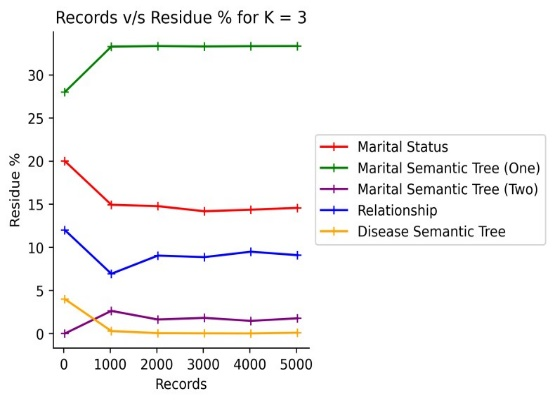 Records v/s Residue % for K = 3
Residue %
30
25
20
15
10
5
0
0 1000 2000 3000 4000 5000
Records
Marital Status
Marital Semantic Tree (One)
Marital Semantic Tree (Two)
Relationship
Disease Semantic Tree